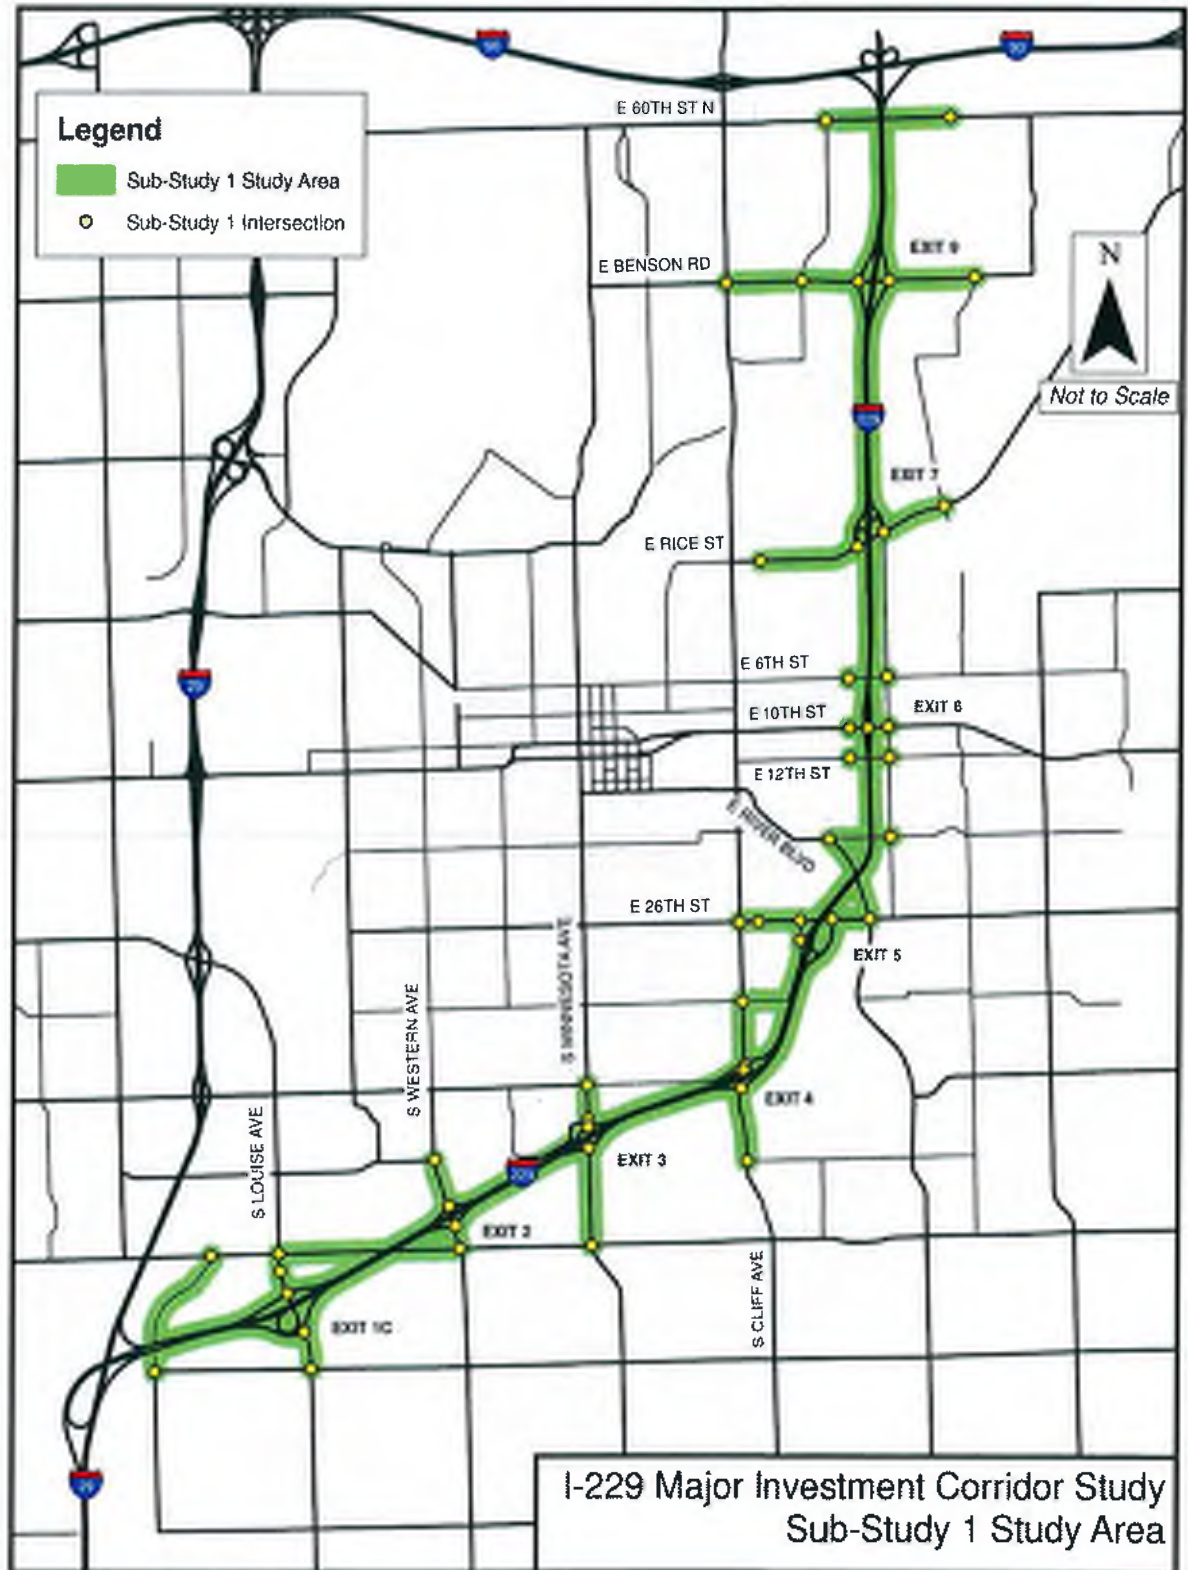 E 60TH ST N
Legend
Sub-Study 1 Study Area
Sub-Study 1 Intersection
EXIT 9
N
E BENSON RD
Not to Scale
EXIT 7
E RICE ST
E 6TH ST
EXIT 6
E 10TH ST
E 12TH ST
E RIVER BLVD
E 26TH ST
EXIT 5
S MINNESOTA AVE
S WESTERN AVE
EXIT 4
S LOUISE AVE
EXIT 3
229
EXIT 2
S CLIFF AVE
EXIT 1C
I-229 Major Investment Corridor Study
Sub-Study 1 Study Area